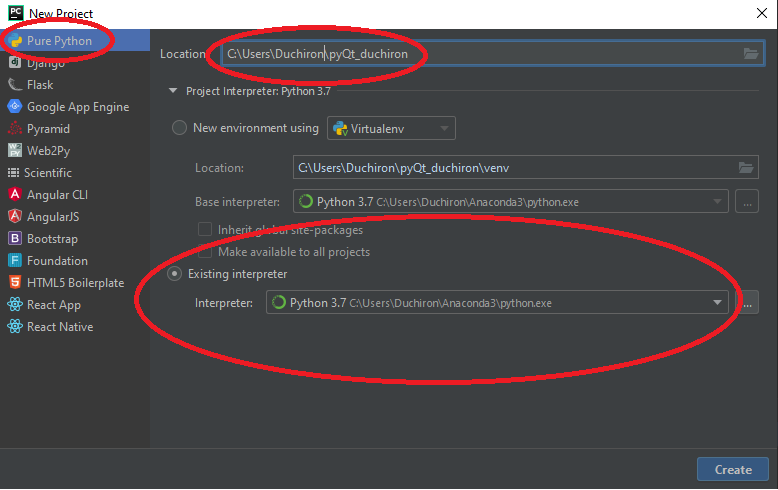 PC New Project
Pure Python
Django
Flask
Google App Engine
Pyramid
Web2Py
Scientific
Angular CLI
AngularJS
Bootstrap
Foundation
HTML5 Boilerplate
React App
React Native
Location: C:\Users\Duchiron\pyQt_duchiron
Project Interpreter: Python 3.7
New environment using Virtualenv
Location: C:\Users\Duchiron\pyQt_duchiron\venv
Base interpreter: Python 3.7 C:\Users\Duchiron\Anaconda3\python.exe ...
Inherit global site-packages
Make available to all projects
Existing interpreter
Interpreter: Python 3.7 C:\Users\Duchiron\Anaconda3\python.exe ...
Create